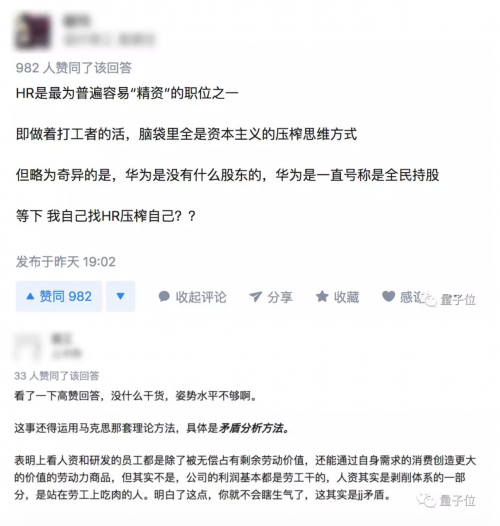 982 人赞同了该回答
HR是最为普遍容易“精资”的职位之一
即做着打工者的活，脑袋里全是资本主义的压榨思维方式
但略为奇异的是，华为是没有什么股东的，华为是一直号称是全民持股
等下 我自己找HR压榨自己？？
发布于昨天 19:02
赞同 982 收起评论 分享 收藏 感谢
量子位
33 人赞同了该回答
看了一下高赞回答，没什么干货，姿势水平不够啊。
这事还得运用马克思那套理论方法，具体是矛盾分析方法。
表明上看人资和研发的员工都是除了被无偿占有剩余劳动价值，还能通过自身需求的消费创造更大
的价值的劳动力商品，但其实不是，公司的利润基本都是劳工干的，人资其实是剥削体系的一部
分，是站在劳工上吃肉的人。明白了这点，你就不会瞎生气了，这其实是jj矛盾。
量子位